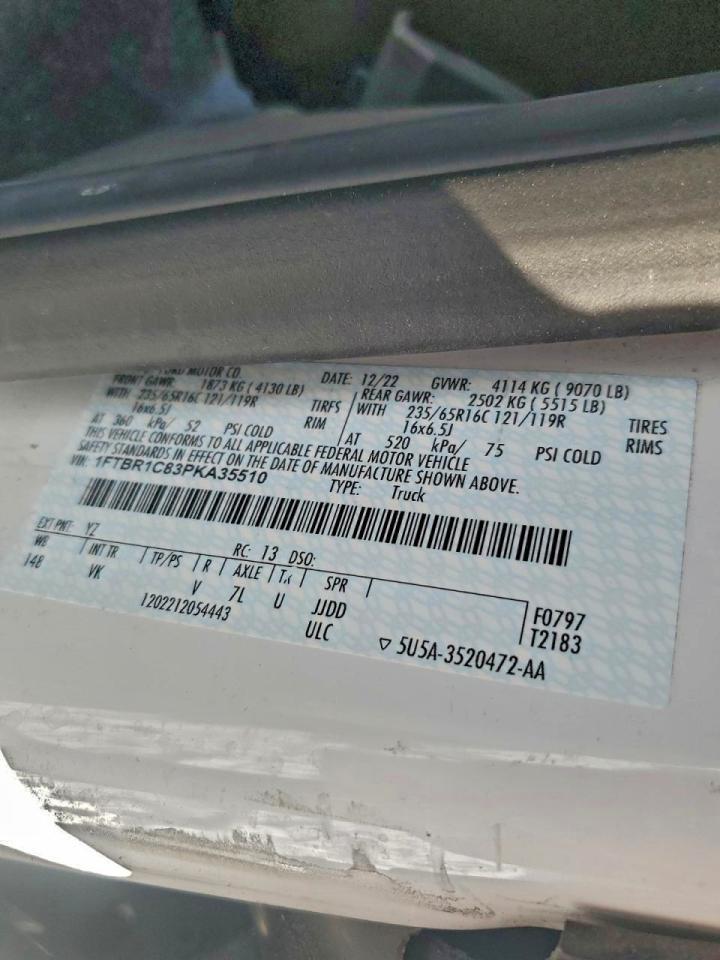 FORD MOTOR CO. DATE: 12/22 GVWR: 4114 KG ( 9070 LB)
FRONT GAWR: 1873 KG ( 4130 LB) REAR GAWR: 2502 KG ( 5515 LB)
WITH 235/65R16C 121/119R TIRES WITH 235/65R16C 121/119R TIRES
16x6.5J RIM 16x6.5J RIMS
AT 360 kPa/ 52 PSI COLD AT 520 kPa/ 75 PSI COLD
THIS VEHICLE CONFORMS TO ALL APPLICABLE FEDERAL MOTOR VEHICLE
SAFETY STANDARDS IN EFFECT ON THE DATE OF MANUFACTURE SHOWN ABOVE.
VIN: 1FTBR1C83PKA35510
TYPE: Truck
EXT PNT: YZ RC: 13 DSO:
WB INT TR TP/PS R AXLE Tr SPR
148 VK V 7L U JJDD F0797
1202212054443 ULC T2183
▽ 5U5A-3520472-AA